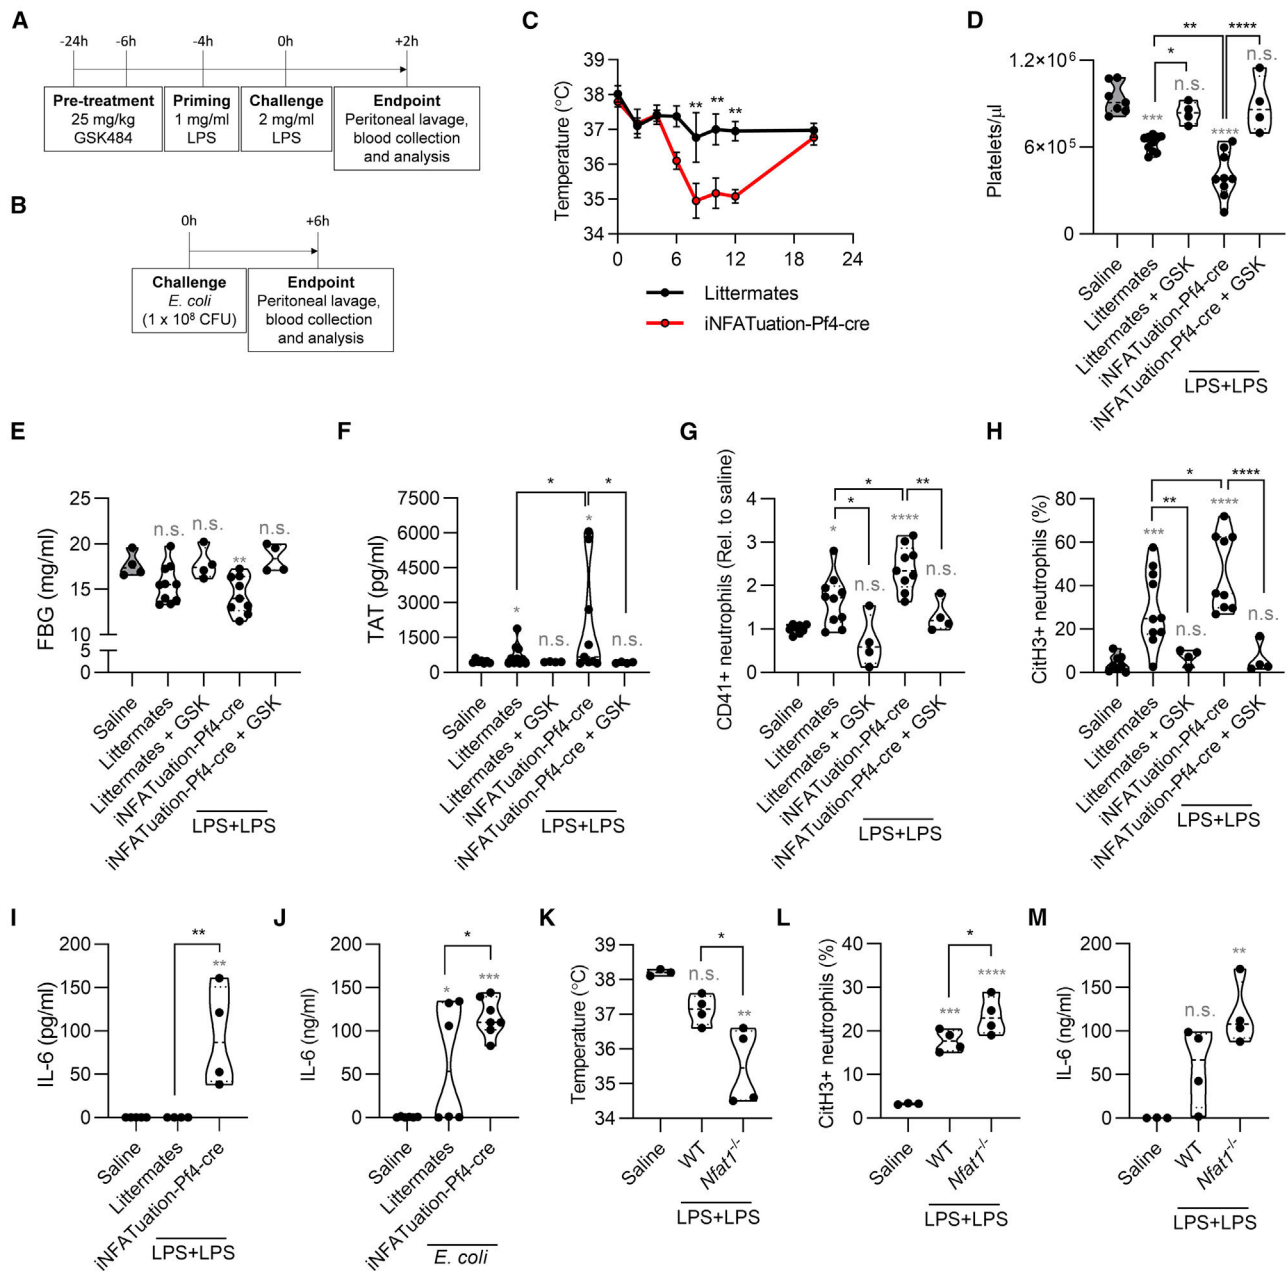 A
-24h
-6h
-4h
0h
+2h
Pre-treatment
25 mg/kg
GSK484
Priming
1 mg/ml
LPS
Challenge
2 mg/ml
LPS
Endpoint
Peritoneal lavage,
blood collection
and analysis
B
0h
+6h
Challenge
E. coli
(1 x 10⁸ CFU)
Endpoint
Peritoneal lavage,
blood collection
and analysis
C
Temperature (°C)
39
38
37
36
35
34
0
6
12
18
24
**
**
**
Littermates
iNFATuation-Pf4-cre
D
Platelets/µl
1.2×10⁶
6×10⁵
0
**
****
*
n.s.
n.s.
***
****
Saline
Littermates
Littermates + GSK
iNFATuation-Pf4-cre
iNFATuation-Pf4-cre + GSK
LPS+LPS
E
FBG (mg/ml)
25
20
15
10
5
0
n.s.
n.s.
**
n.s.
Saline
Littermates
Littermates + GSK
iNFATuation-Pf4-cre
iNFATuation-Pf4-cre + GSK
LPS+LPS
F
TAT (pg/ml)
7500
6000
4500
3000
1500
0
*
*
*
n.s.
*
n.s.
Saline
Littermates
Littermates + GSK
iNFATuation-Pf4-cre
iNFATuation-Pf4-cre + GSK
LPS+LPS
G
CD41+ neutrophils (Rel. to saline)
4
3
2
1
0
*
**
*
*
n.s.
****
n.s.
Saline
Littermates
Littermates + GSK
iNFATuation-Pf4-cre
iNFATuation-Pf4-cre + GSK
LPS+LPS
H
CitH3+ neutrophils (%)
80
60
40
20
0
*
****
**
***
n.s.
****
n.s.
Saline
Littermates
Littermates + GSK
iNFATuation-Pf4-cre
iNFATuation-Pf4-cre + GSK
LPS+LPS
I
IL-6 (pg/ml)
200
150
100
50
0
**
**
Saline
Littermates
iNFATuation-Pf4-cre
LPS+LPS
J
IL-6 (ng/ml)
200
150
100
50
0
*
*
***
Saline
Littermates
iNFATuation-Pf4-cre
E. coli
K
Temperature (°C)
39
38
37
36
35
34
*
n.s.
**
Saline
WT
Nfat1⁻/⁻
LPS+LPS
L
CitH3+ neutrophils (%)
40
30
20
10
0
*
***
****
Saline
WT
Nfat1⁻/⁻
LPS+LPS
M
IL-6 (ng/ml)
200
150
100
50
0
n.s.
**
Saline
WT
Nfat1⁻/⁻
LPS+LPS